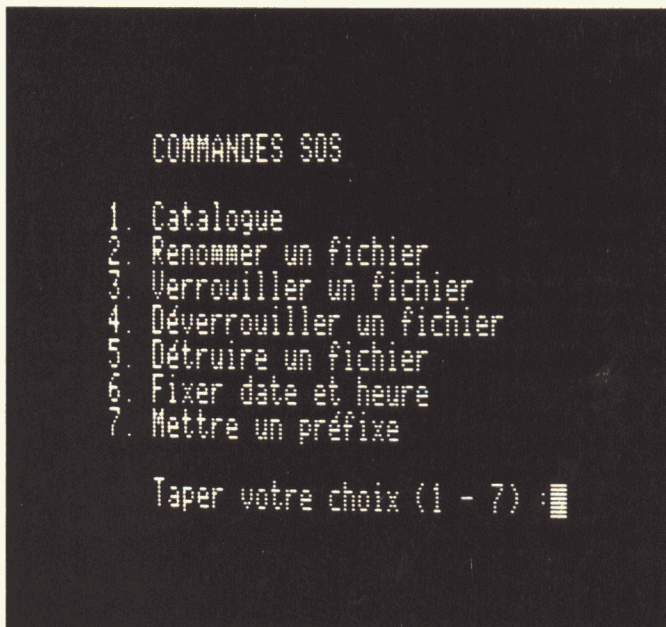 COMMANDES SOS
1. Catalogue
2. Renommer un fichier
3. Verrouiller un fichier
4. Déverrouiller un fichier
5. Détruire un fichier
6. Fixer date et heure
7. Mettre un préfixe
Taper votre choix (1 - 7) :